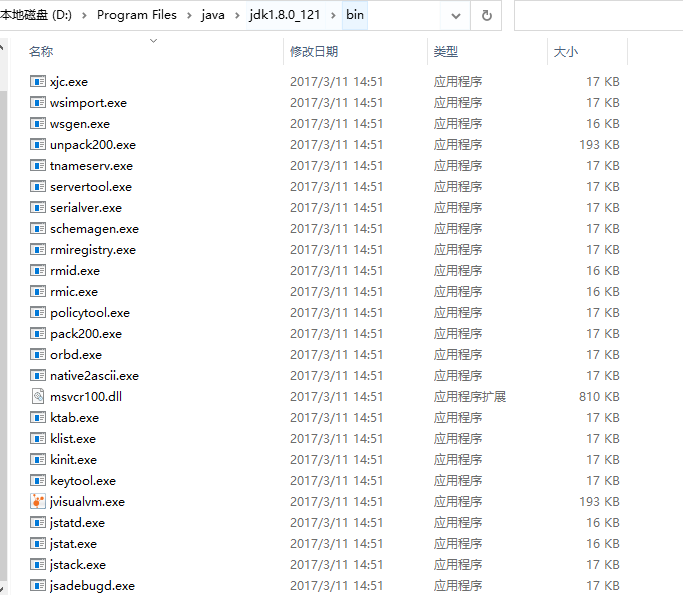 本地磁盘 (D:) > Program Files > java > jdk1.8.0_121 > bin
名称 修改日期 类型 大小
xjc.exe 2017/3/11 14:51 应用程序 17 KB
wsimport.exe 2017/3/11 14:51 应用程序 17 KB
wsgen.exe 2017/3/11 14:51 应用程序 16 KB
unpack200.exe 2017/3/11 14:51 应用程序 193 KB
tnameserv.exe 2017/3/11 14:51 应用程序 17 KB
servertool.exe 2017/3/11 14:51 应用程序 17 KB
serialver.exe 2017/3/11 14:51 应用程序 17 KB
schemagen.exe 2017/3/11 14:51 应用程序 17 KB
rmiregistry.exe 2017/3/11 14:51 应用程序 17 KB
rmid.exe 2017/3/11 14:51 应用程序 16 KB
rmic.exe 2017/3/11 14:51 应用程序 17 KB
policytool.exe 2017/3/11 14:51 应用程序 17 KB
pack200.exe 2017/3/11 14:51 应用程序 17 KB
orbd.exe 2017/3/11 14:51 应用程序 17 KB
native2ascii.exe 2017/3/11 14:51 应用程序 17 KB
msvcr100.dll 2017/3/11 14:51 应用程序扩展 810 KB
ktab.exe 2017/3/11 14:51 应用程序 17 KB
klist.exe 2017/3/11 14:51 应用程序 17 KB
kinit.exe 2017/3/11 14:51 应用程序 17 KB
keytool.exe 2017/3/11 14:51 应用程序 17 KB
jvisualvm.exe 2017/3/11 14:51 应用程序 193 KB
jstatd.exe 2017/3/11 14:51 应用程序 16 KB
jstat.exe 2017/3/11 14:51 应用程序 16 KB
jstack.exe 2017/3/11 14:51 应用程序 17 KB
jsadebugd.exe 2017/3/11 14:51 应用程序 17 KB